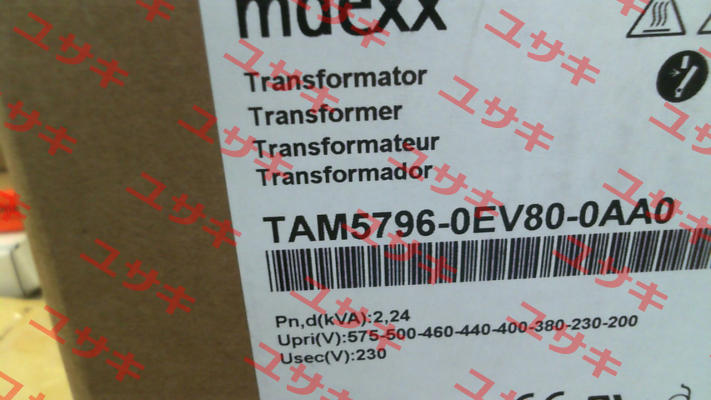 mdexx
Transformator
Transformer
Transformateur
Transformador
TAM5796-0EV80-0AA0
Pn,d(kVA):2,24
Upri(V):575-500-460-440-400-380-230-200
Usec(V):230
ユサキ